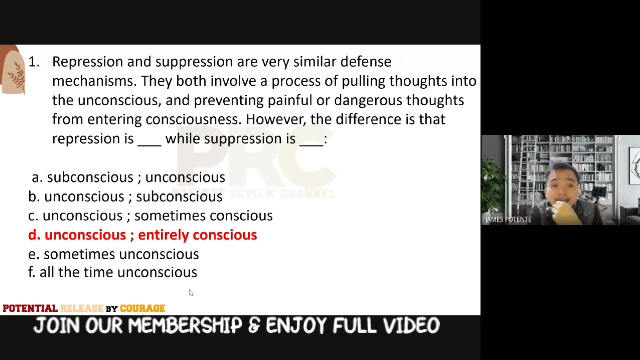 1. Repression and suppression are very similar defense
mechanisms. They both involve a process of pulling thoughts into
the unconscious, and preventing painful or dangerous thoughts
from entering consciousness. However, the difference is that
repression is ___ while suppression is ___:
PRC
REVIEW CHANNEL
a. subconscious ; unconscious
b. unconscious ; subconscious
c. unconscious ; sometimes conscious
d. unconscious ; entirely conscious
e. sometimes unconscious
f. all the time unconscious
JAMES POTENTE
POTENTIAL RELEASE BY COURAGE
JOIN OUR MEMBERSHIP & ENJOY FULL VIDEO